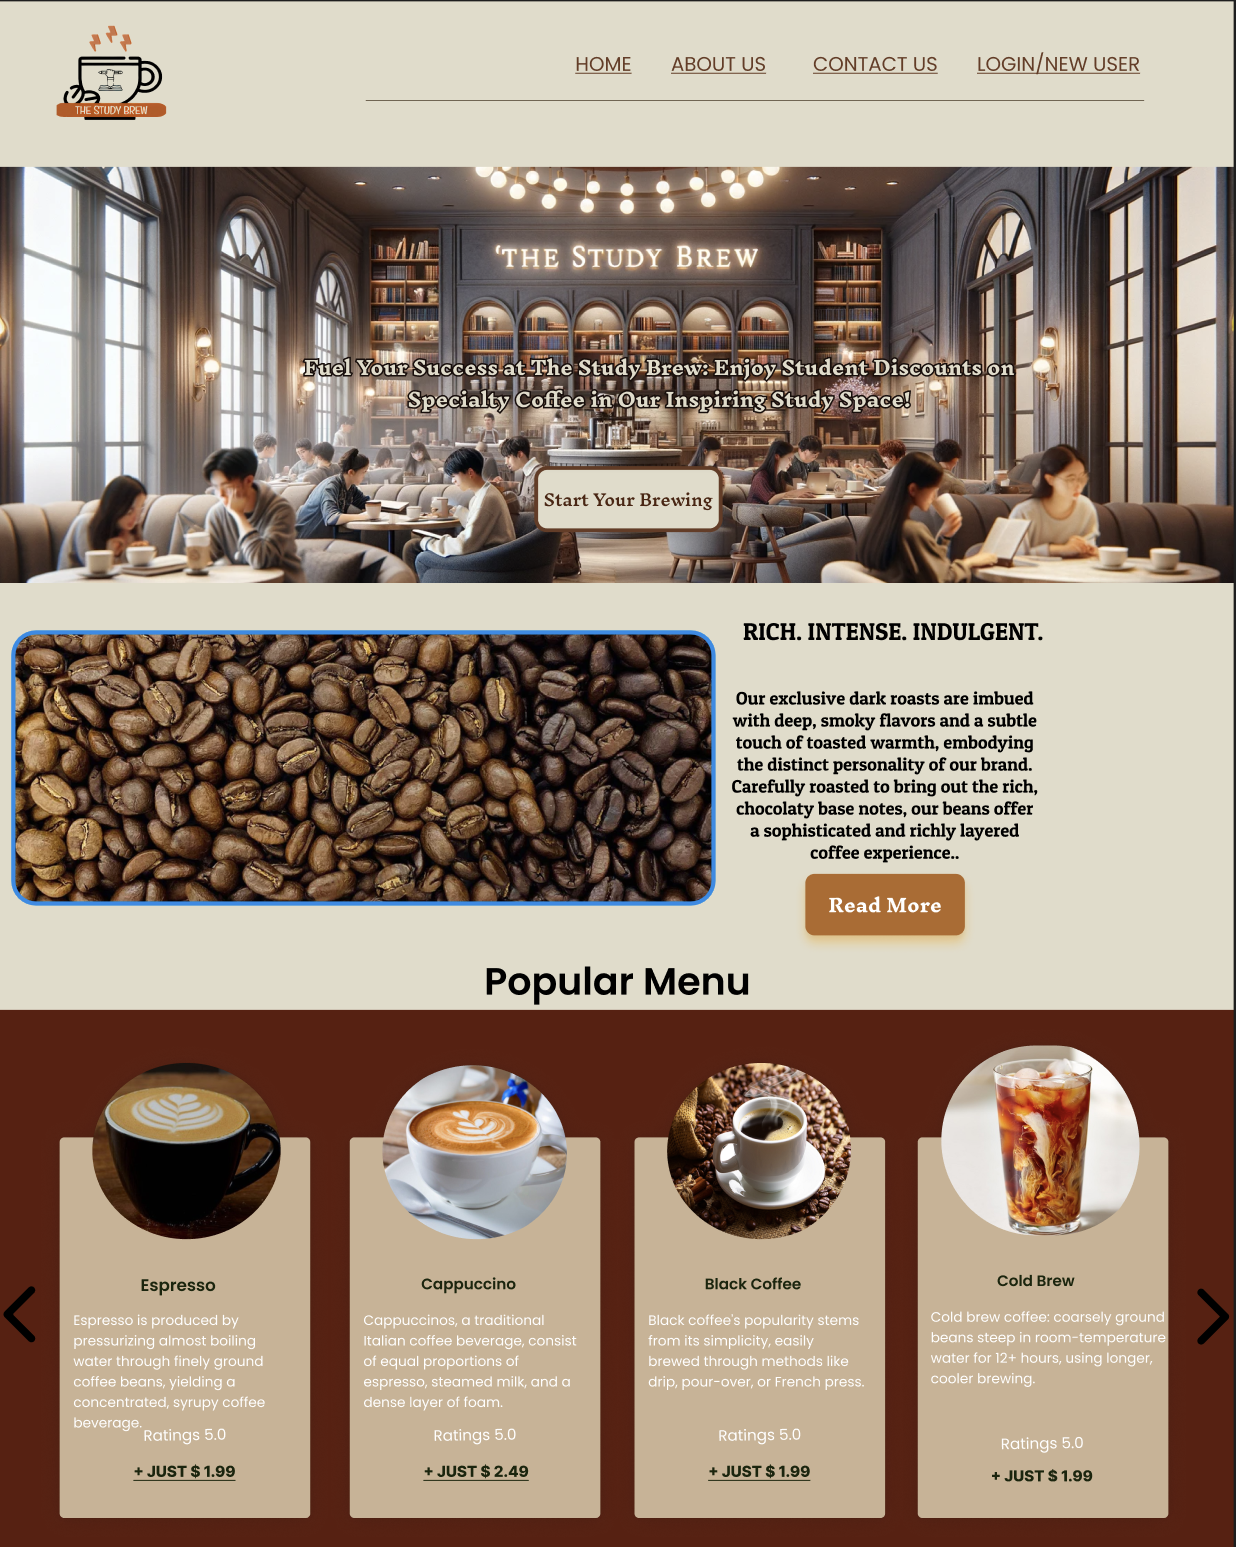 THE STUDY BREW
HOME ABOUT US CONTACT US LOGIN/NEW USER
‘THE STUDY BREW
Fuel Your Success at The Study Brew: Enjoy Student Discounts on
Specialty Coffee in Our Inspiring Study Space!
Start Your Brewing
RICH. INTENSE. INDULGENT.
Our exclusive dark roasts are imbued
with deep, smoky flavors and a subtle
touch of toasted warmth, embodying
the distinct personality of our brand.
Carefully roasted to bring out the rich,
chocolaty base notes, our beans offer
a sophisticated and richly layered
coffee experience..
Read More
Popular Menu
Espresso
Espresso is produced by
pressurizing almost boiling
water through finely ground
coffee beans, yielding a
concentrated, syrupy coffee
beverage.
Ratings 5.0
+ JUST $ 1.99
Cappuccino
Cappuccinos, a traditional
Italian coffee beverage, consist
of equal proportions of
espresso, steamed milk, and a
dense layer of foam.
Ratings 5.0
+ JUST $ 2.49
Black Coffee
Black coffee's popularity stems
from its simplicity, easily
brewed through methods like
drip, pour-over, or French press.
Ratings 5.0
+ JUST $ 1.99
Cold Brew
Cold brew coffee: coarsely ground
beans steep in room-temperature
water for 12+ hours, using longer,
cooler brewing.
Ratings 5.0
+ JUST $ 1.99